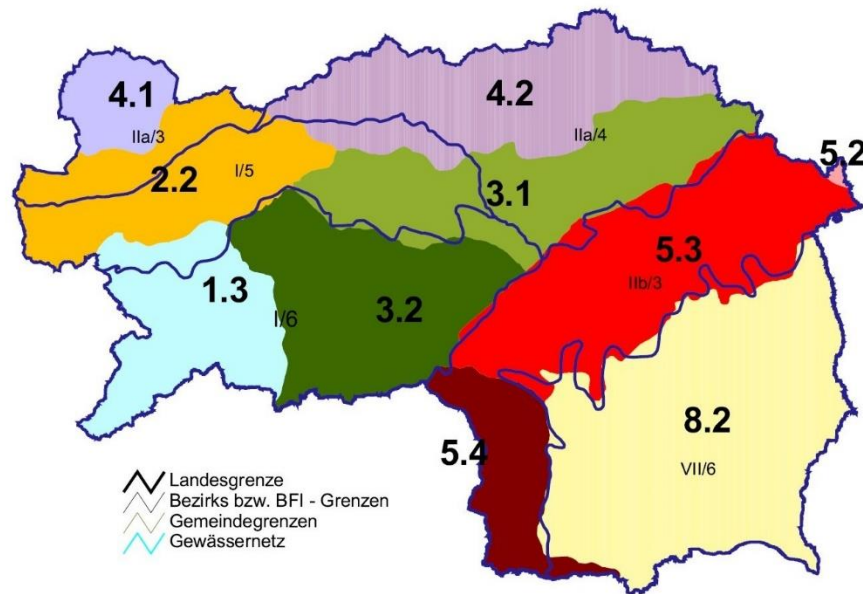 4.1
4.2
IIa/3
IIa/4
5.2
I/5
2.2
3.1
5.3
IIb/3
1.3
3.2
I/6
8.2
5.4
VII/6
Landesgrenze
Bezirks bzw. BFI - Grenzen
Gemeindegrenzen
Gewässernetz